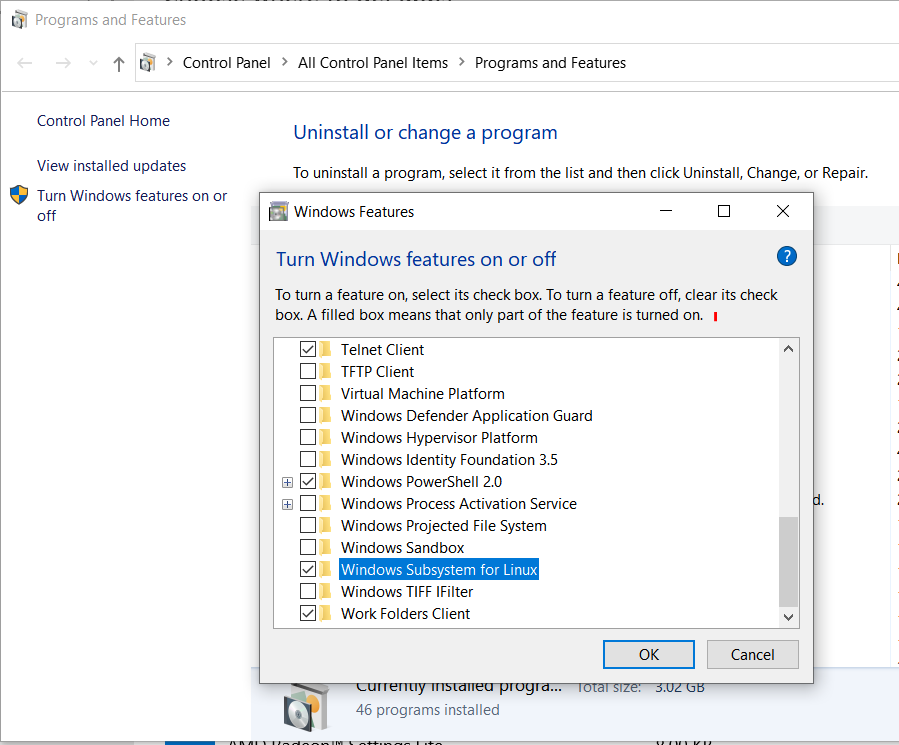 Programs and Features
Control Panel > All Control Panel Items > Programs and Features
Control Panel Home
View installed updates
Turn Windows features on or
off
Uninstall or change a program
To uninstall a program, select it from the list and then click Uninstall, Change, or Repair.
Windows Features
Turn Windows features on or off
?
To turn a feature on, select its check box. To turn a feature off, clear its check
box. A filled box means that only part of the feature is turned on.
Telnet Client
TFTP Client
Virtual Machine Platform
Windows Defender Application Guard
Windows Hypervisor Platform
Windows Identity Foundation 3.5
Windows PowerShell 2.0
Windows Process Activation Service
Windows Projected File System
Windows Sandbox
Windows Subsystem for Linux
Windows TIFF IFilter
Work Folders Client
d.
OK
Cancel
Currently installed progra... Total size: 3.02 GB
46 programs installed
AMD Radeon™ Settings Lite